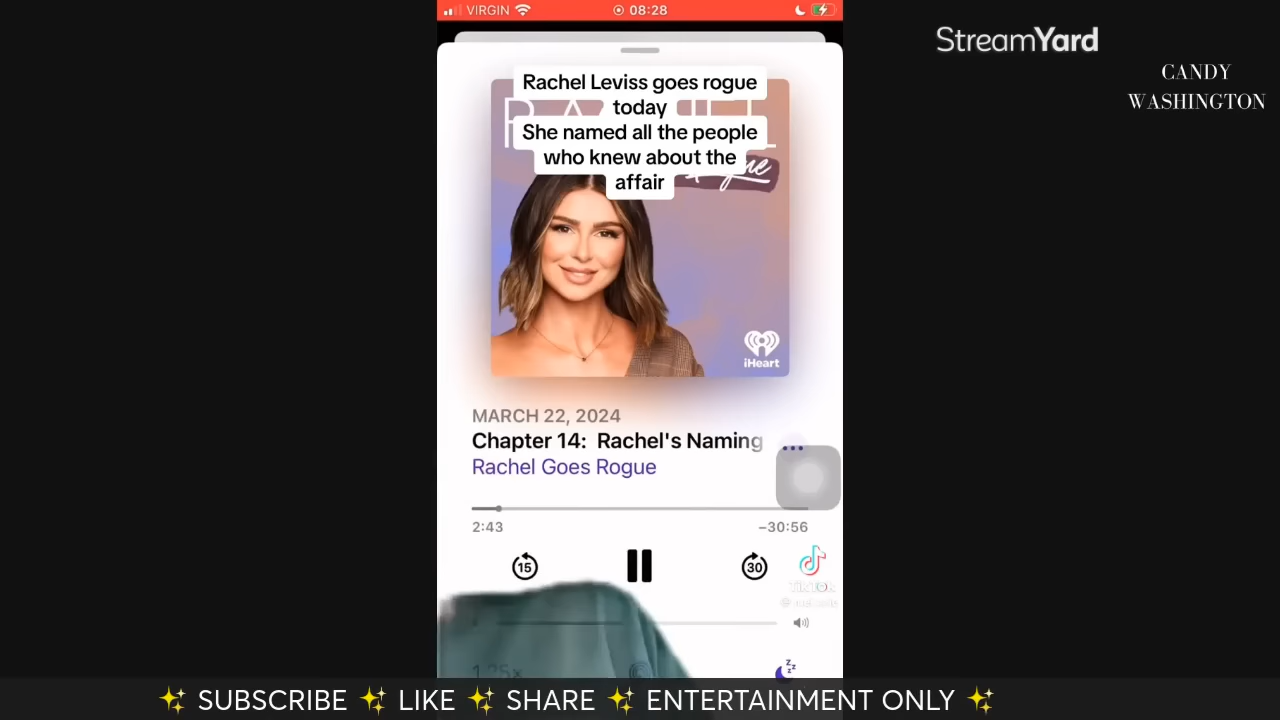 VIRGIN
08:28
StreamYard
CANDY
WASHINGTON
Rachel Leviss goes rogue
today
She named all the people
who knew about the
affair
iHeart
MARCH 22, 2024
Chapter 14: Rachel's Naming
Rachel Goes Rogue
2:43
–30:56
15
30
TikTok
1.25×
✨ SUBSCRIBE ✨ LIKE ✨ SHARE ✨ ENTERTAINMENT ONLY ✨